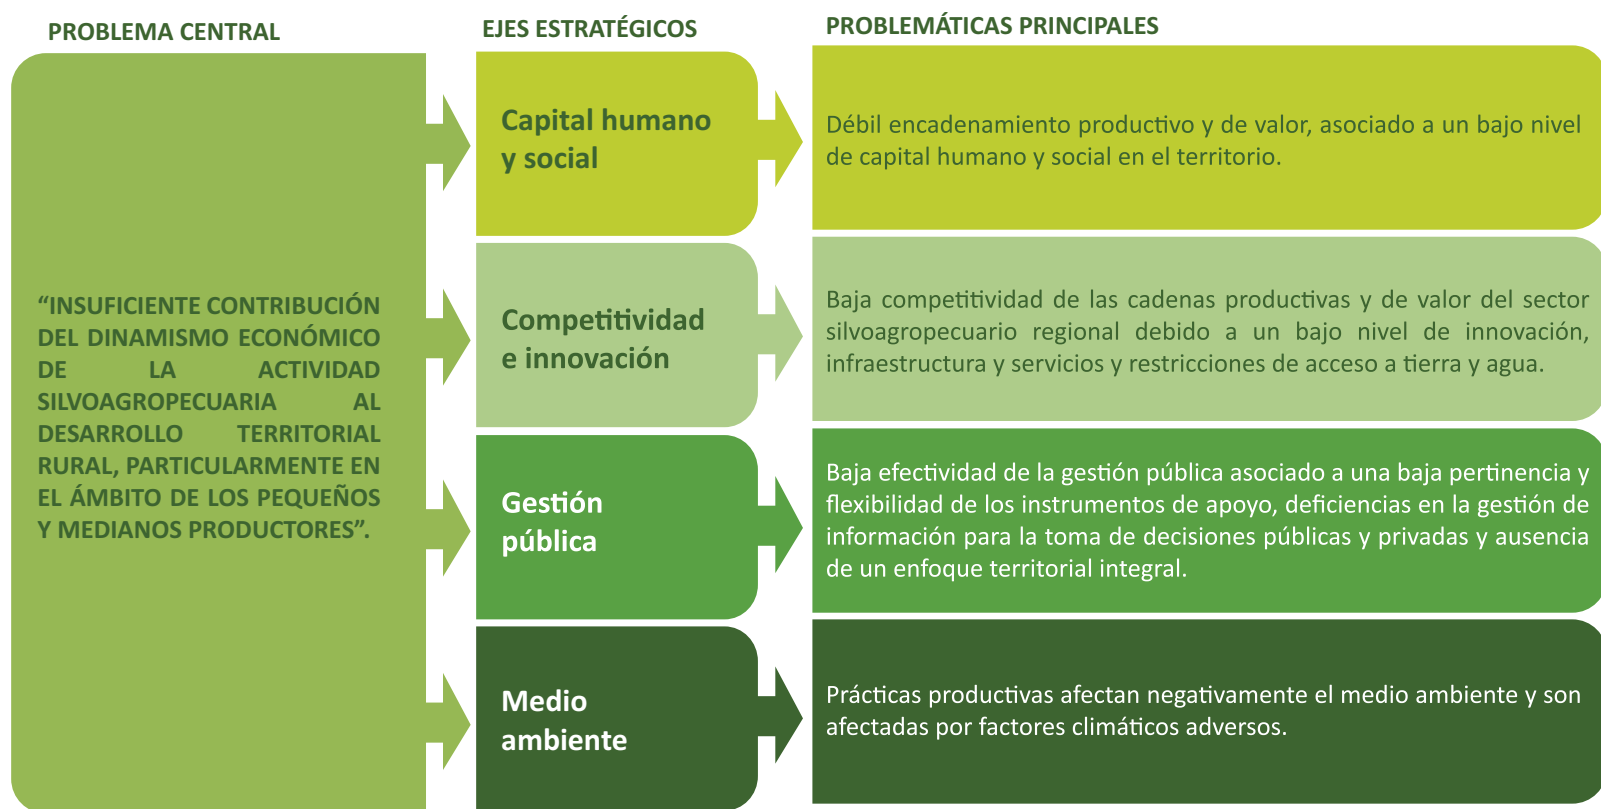 PROBLEMA CENTRAL
“INSUFICIENTE CONTRIBUCIÓN
DEL DINAMISMO ECONÓMICO
DE LA ACTIVIDAD
SILVOAGROPECUARIA AL
DESARROLLO TERRITORIAL
RURAL, PARTICULARMENTE EN
EL ÁMBITO DE LOS PEQUEÑOS
Y MEDIANOS PRODUCTORES”.
EJES ESTRATÉGICOS
PROBLEMÁTICAS PRINCIPALES
Capital humano
y social
Débil encadenamiento productivo y de valor, asociado a un bajo nivel
de capital humano y social en el territorio.
Competitividad
e innovación
Baja competitividad de las cadenas productivas y de valor del sector
silvoagropecuario regional debido a un bajo nivel de innovación,
infraestructura y servicios y restricciones de acceso a tierra y agua.
Gestión
pública
Baja efectividad de la gestión pública asociado a una baja pertinencia y
flexibilidad de los instrumentos de apoyo, deficiencias en la gestión de
información para la toma de decisiones públicas y privadas y ausencia
de un enfoque territorial integral.
Medio
ambiente
Prácticas productivas afectan negativamente el medio ambiente y son
afectadas por factores climáticos adversos.